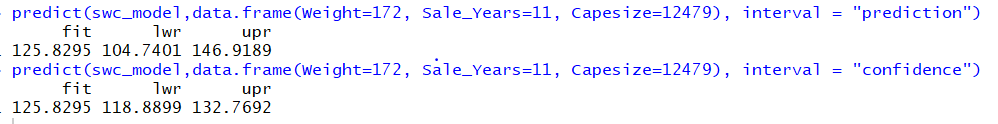 > predict(swc_model,data.frame(Weight=172, Sale_Years=11, Capesize=12479), interval = "prediction")
fit lwr upr
1 125.8295 104.7401 146.9189
> predict(swc_model,data.frame(Weight=172, Sale_Years=11, Capesize=12479), interval = "confidence")
fit lwr upr
1 125.8295 118.8899 132.7692